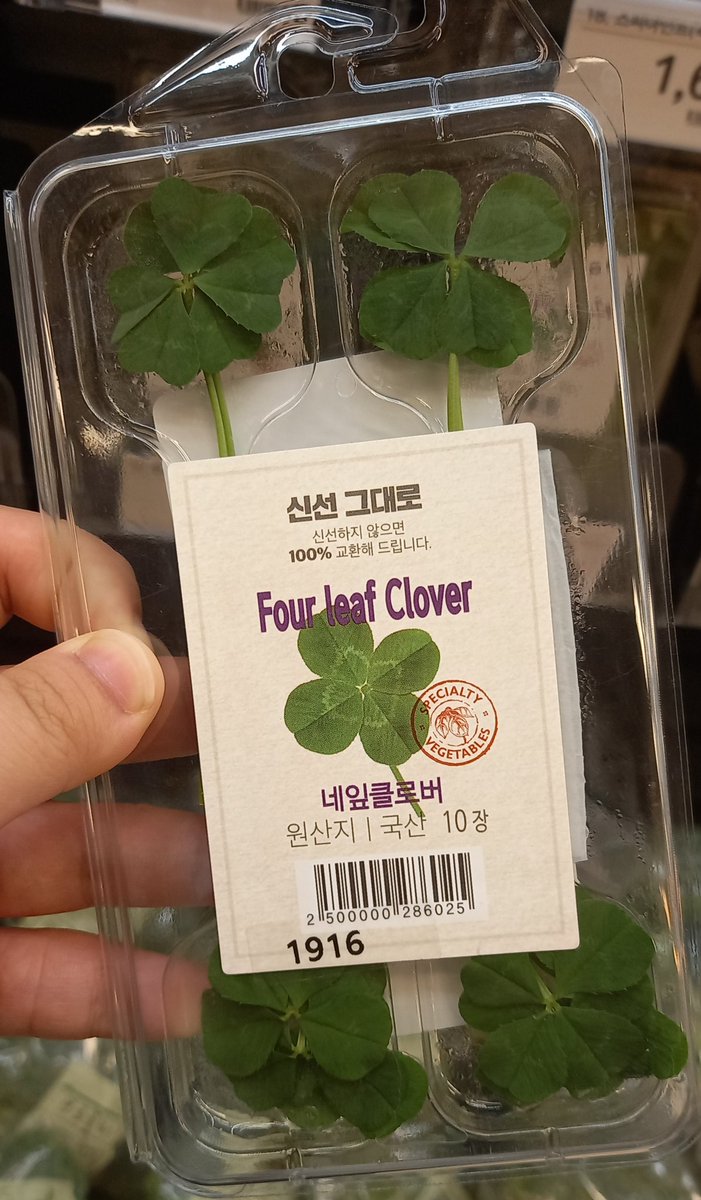 신선 그대로
신선하지 않으면
100% 교환해 드립니다.
Four leaf Clover
SPECIALTY
VEGETABLES
네잎클로버
원산지 | 국산 10장
2 500000 286025
1916